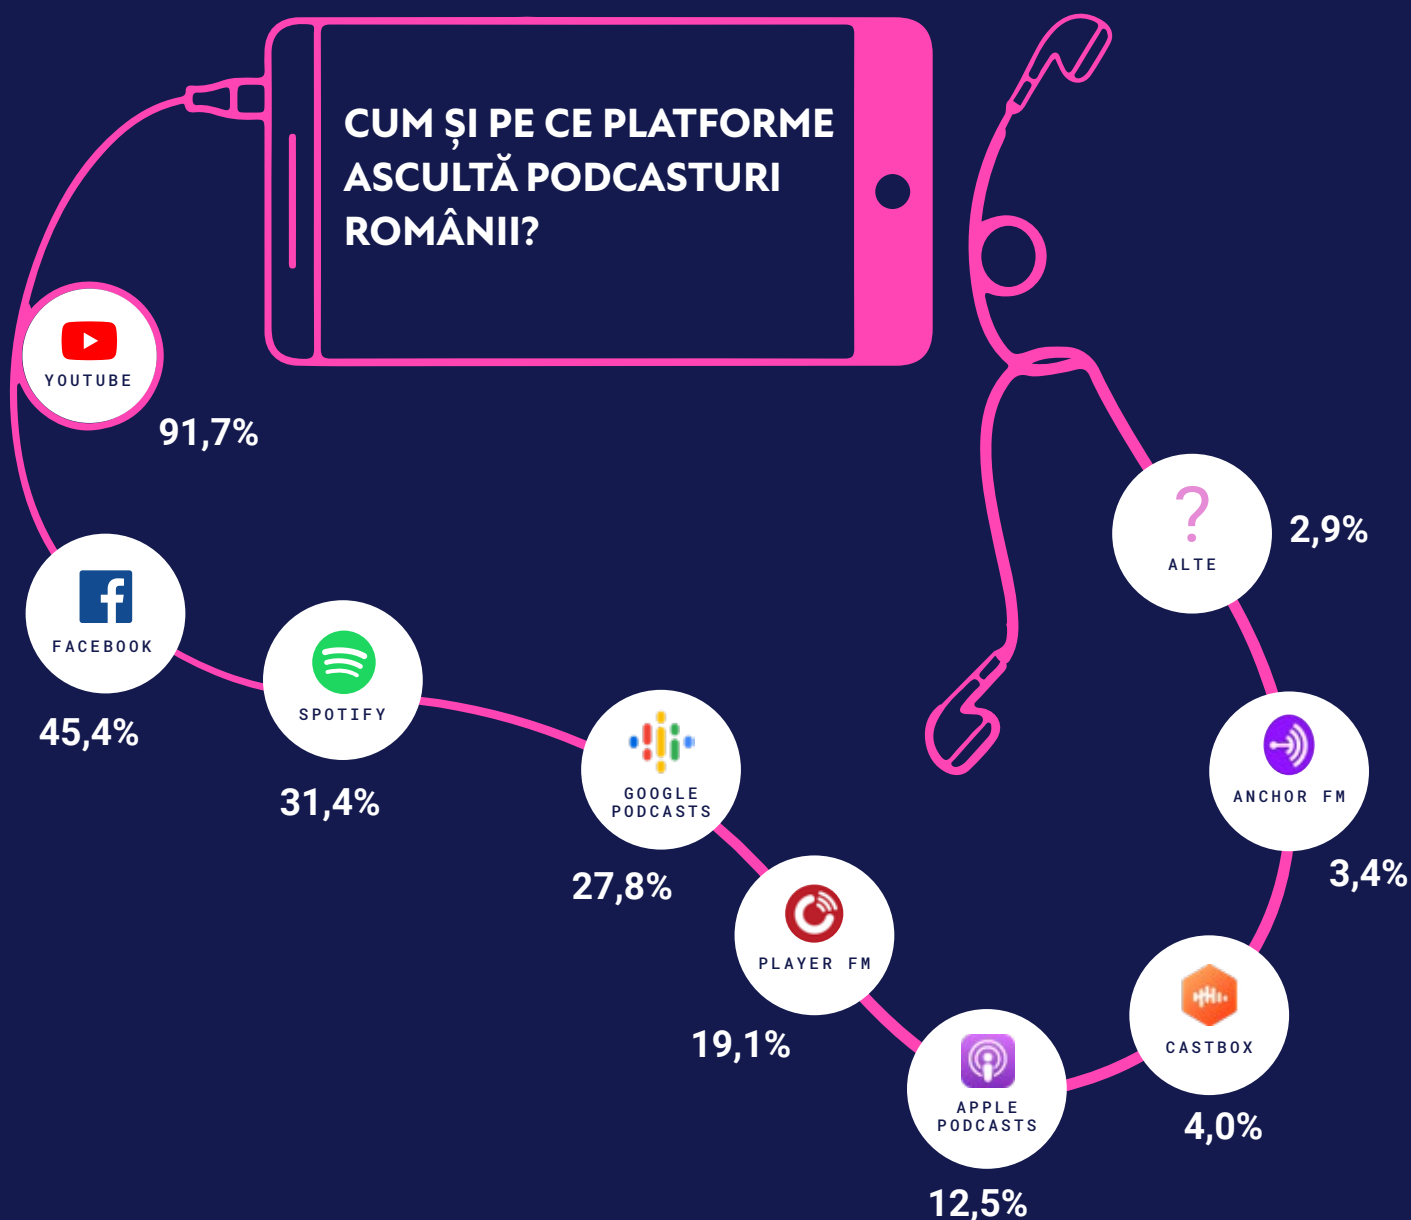 CUM ȘI PE CE PLATFORME
ASCULTĂ PODCASTURI
ROMÂNII?
YOUTUBE
91,7%
FACEBOOK
45,4%
SPOTIFY
31,4%
GOOGLE
PODCASTS
27,8%
PLAYER FM
19,1%
APPLE
PODCASTS
12,5%
CASTBOX
4,0%
ANCHOR FM
3,4%
?
ALTE
2,9%